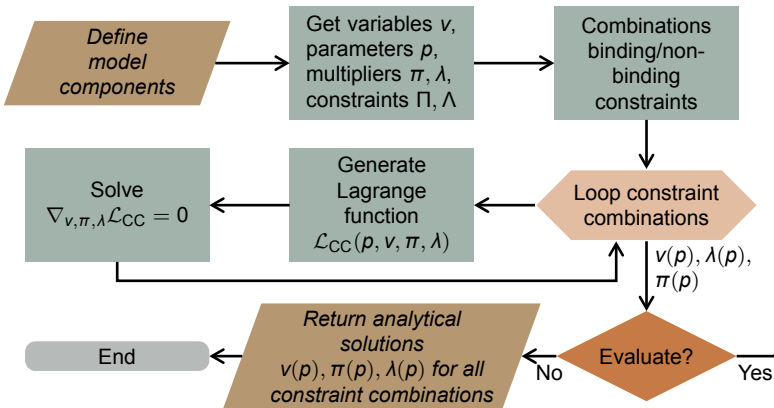 Define
model
components
Get variables v,
parameters p,
multipliers π, λ,
constraints Π, Λ
Combinations
binding/non-
binding
constraints
Solve
∇v,π,λ ℒCC = 0
Generate
Lagrange
function
ℒCC(p, v, π, λ)
Loop constraint
combinations
v(p), λ(p),
π(p)
End
Return analytical
solutions
v(p), π(p), λ(p) for all
constraint combinations
No
Evaluate?
Yes